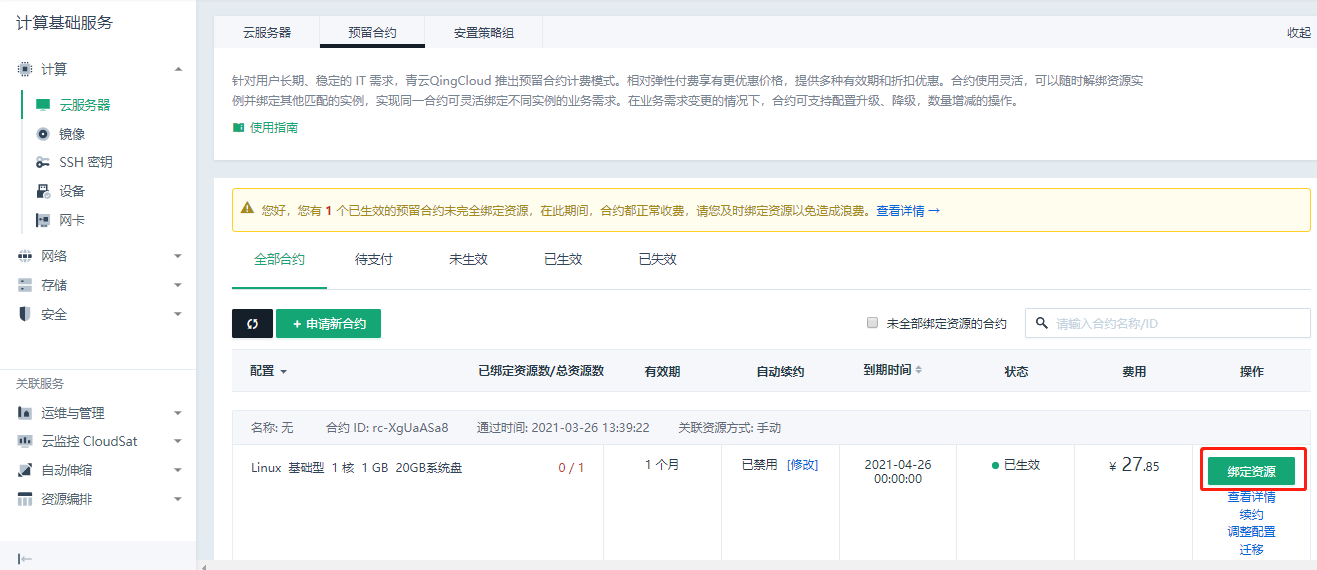 计算基础服务
计算
云服务器
镜像
SSH 密钥
设备
网卡
网络
存储
安全
关联服务
运维与管理
云监控 CloudSat
自动伸缩
资源编排
云服务器 预留合约 安置策略组 收起
针对用户长期、稳定的 IT 需求，青云QingCloud 推出预留合约计费模式。相对弹性付费享有更优惠价格，提供多种有效期和折扣优惠。合约使用灵活，可以随时解绑资源实
例并绑定其他匹配的实例，实现同一合约可灵活绑定不同实例的业务需求。在业务需求变更的情况下，合约可支持配置升级、降级，数量增减的操作。
使用指南
您好，您有 1 个已生效的预留合约未完全绑定资源，在此期间，合约都正常收费，请您及时绑定资源以免造成浪费。查看详情 →
全部合约 待支付 未生效 已生效 已失效
+ 申请新合约 未全部绑定资源的合约 请输入合约名称/ID
配置 已绑定资源数/总资源数 有效期 自动续约 到期时间 状态 费用 操作
名称: 无 合约 ID: rc-XgUaASa8 通过时间: 2021-03-26 13:39:22 关联资源方式: 手动
Linux 基础型 1 核 1 GB 20GB系统盘 0 / 1 1 个月 已禁用 [修改] 2021-04-26 已生效 ¥ 27.85 绑定资源
00:00:00
查看详情
续约
调整配置
迁移